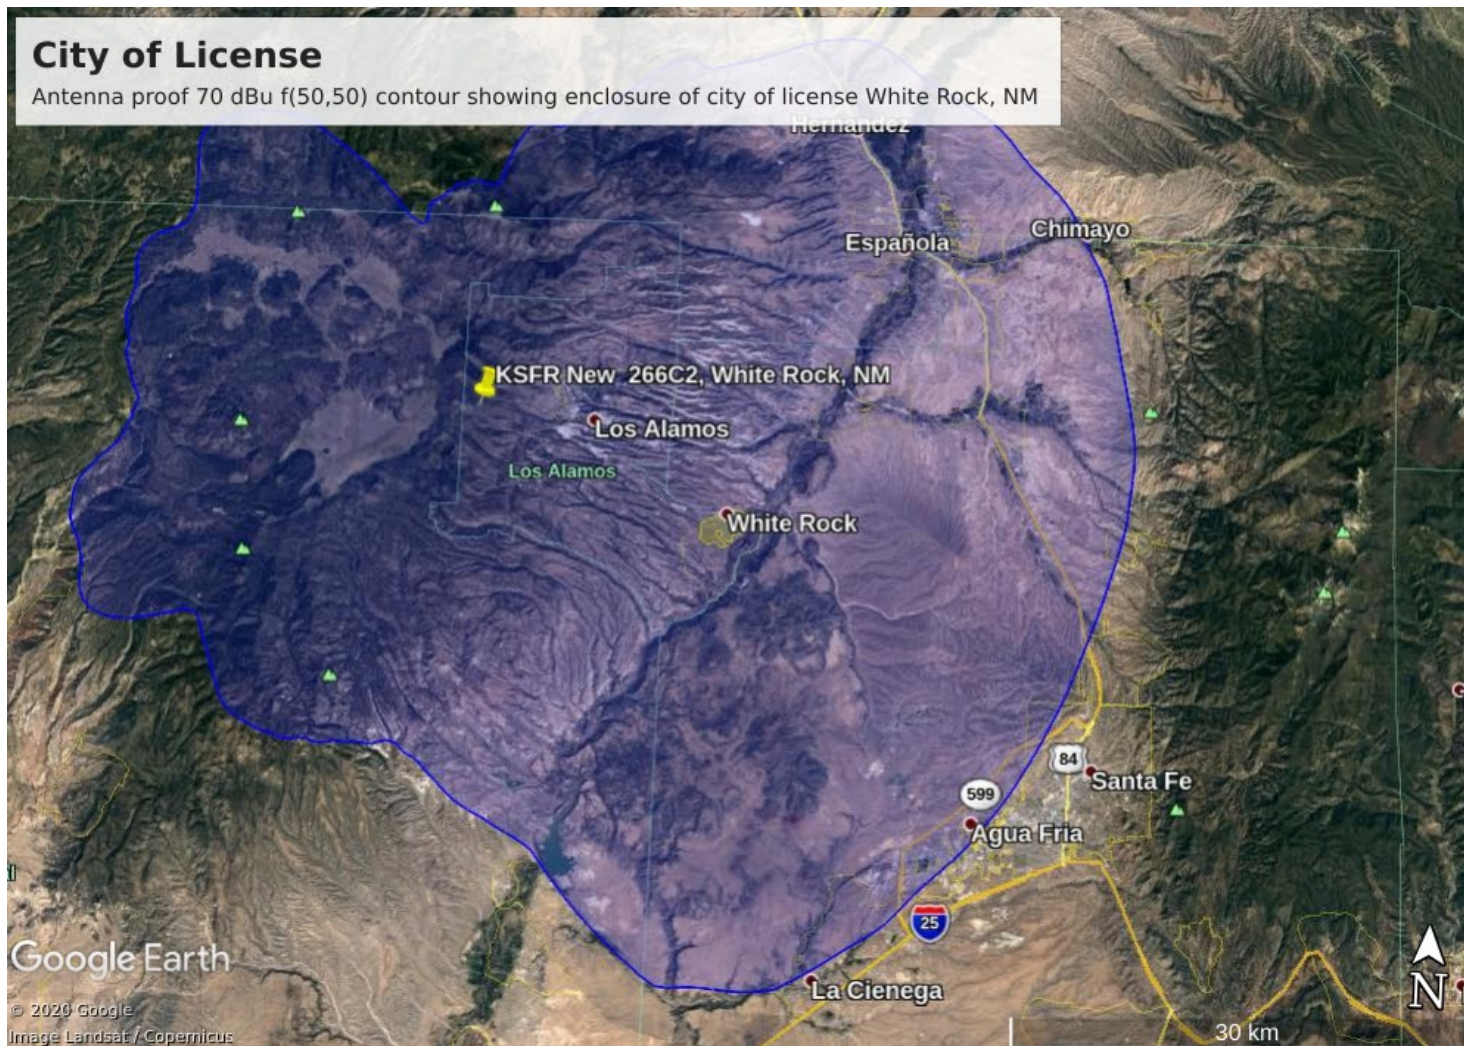 City of License
Antenna proof 70 dBu f(50,50) contour showing enclosure of city of license White Rock, NM
Hernandez
Española
Chimayo
KSFR New 266C2, White Rock, NM
Los Alamos
Los Alamos
White Rock
84
Santa Fe
599
Agua Fria
25
La Cienega
Google Earth
N
© 2020 Google
Image Landsat / Copernicus
30 km